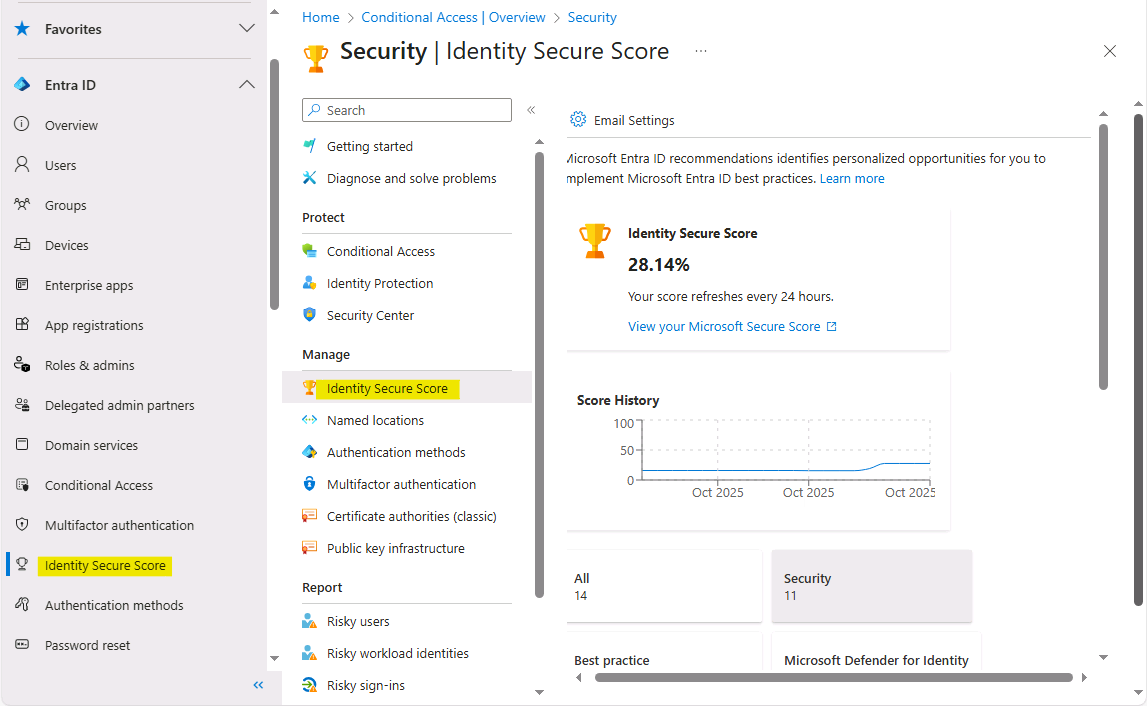 Favorites
Entra ID
Overview
Users
Groups
Devices
Enterprise apps
App registrations
Roles & admins
Delegated admin partners
Domain services
Conditional Access
Multifactor authentication
Identity Secure Score
Authentication methods
Password reset
Home > Conditional Access | Overview > Security
Security | Identity Secure Score ...
Search
Getting started
Diagnose and solve problems
Protect
Conditional Access
Identity Protection
Security Center
Manage
Identity Secure Score
Named locations
Authentication methods
Multifactor authentication
Certificate authorities (classic)
Public key infrastructure
Report
Risky users
Risky workload identities
Risky sign-ins
Email Settings
Microsoft Entra ID recommendations identifies personalized opportunities for you to
mplement Microsoft Entra ID best practices. Learn more
Identity Secure Score
28.14%
Your score refreshes every 24 hours.
View your Microsoft Secure Score
Score History
100
50
0
Oct 2025 Oct 2025 Oct 2025
All
14
Security
11
Best practice
Microsoft Defender for Identity